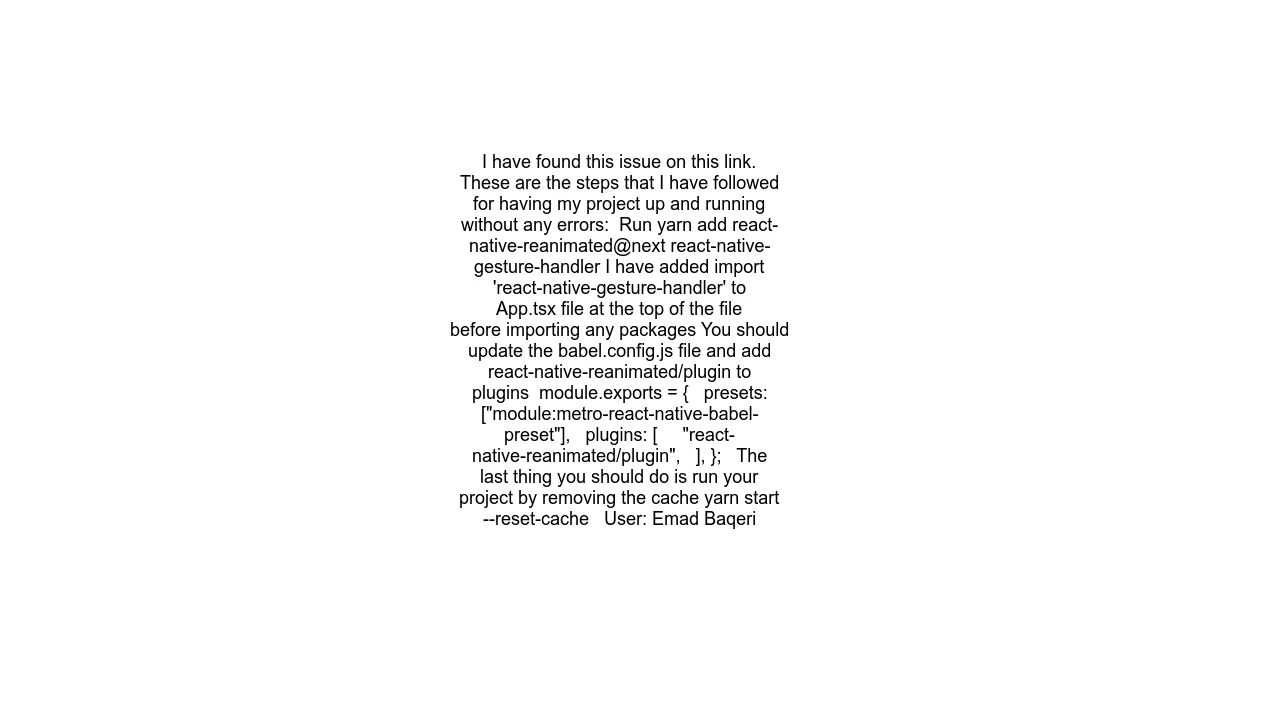 I have found this issue on this link.
These are the steps that I have followed
for having my project up and running
without any errors:  Run yarn add react-
native-reanimated@next react-native-
gesture-handler I have added import
'react-native-gesture-handler' to
App.tsx file at the top of the file
before importing any packages You should
update the babel.config.js file and add
react-native-reanimated/plugin to
plugins  module.exports = {   presets:
["module:metro-react-native-babel-
preset"],   plugins: [     "react-
native-reanimated/plugin",   ], };   The
last thing you should do is run your
project by removing the cache yarn start
--reset-cache   User: Emad Baqeri